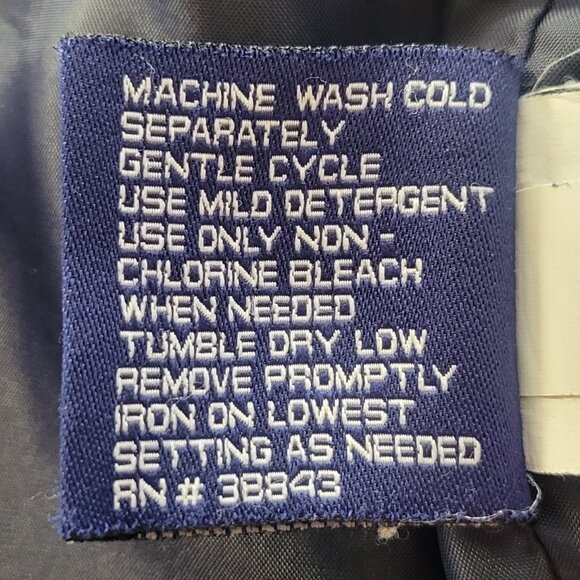 MACHINE WASH COLD
SEPARATELY
GENTLE CYCLE
USE MILD DETERGENT
USE ONLY NON-
CHLORINE BLEACH
WHEN NEEDED
TUMBLE DRY LOW
REMOVE PROMPTLY
IRON ON LOWEST
SETTING AS NEEDED
RN # 38843